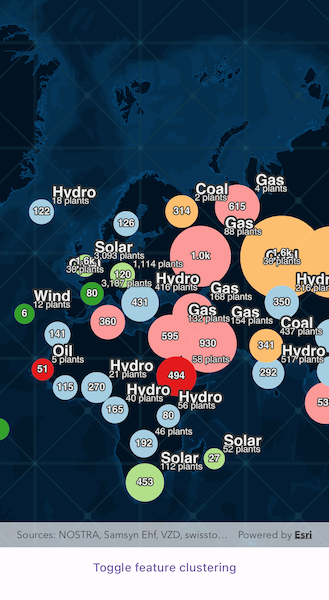 Gas
4 plants
Coal
2 plants
Hydro
18 plants
615
122
314
126
Gas
88 plants
Solar
3,093 plants
1.0k
1.6k
1,114 plants
1.6k
120
3,187 plants
Hydro
416 plants
Gas
168 plants
80
Wind
12 plants
431
350
6
360
Gas
132 plants
Gas
154 plants
Coal
437 plants
141
595
930
341
Oil
5 plants
58 plants
Hydro
517 plants
51
Hydro
21 plants
494
292
115
270
Hydro
40 plants
Hydro
56 plants
165
80
46 plants
192
Solar
52 plants
27
Solar
112 plants
453
Sources: NOSTRA, Samsyn Ehf, VZD, swissto…
Powered by Esri
Toggle feature clustering